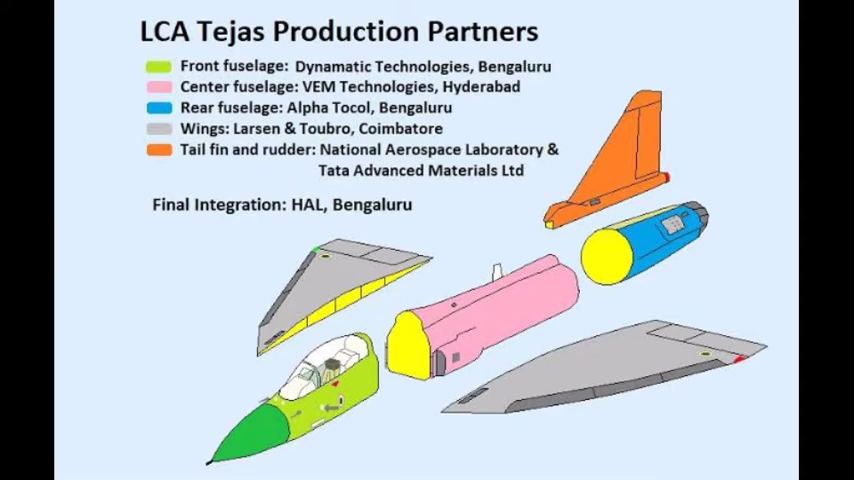 LCA Tejas Production Partners
Front fuselage: Dynamatic Technologies, Bengaluru
Center fuselage: VEM Technologies, Hyderabad
Rear fuselage: Alpha Tocol, Bengaluru
Wings: Larsen & Toubro, Coimbatore
Tail fin and rudder: National Aerospace Laboratory &
Tata Advanced Materials Ltd
Final Integration: HAL, Bengaluru